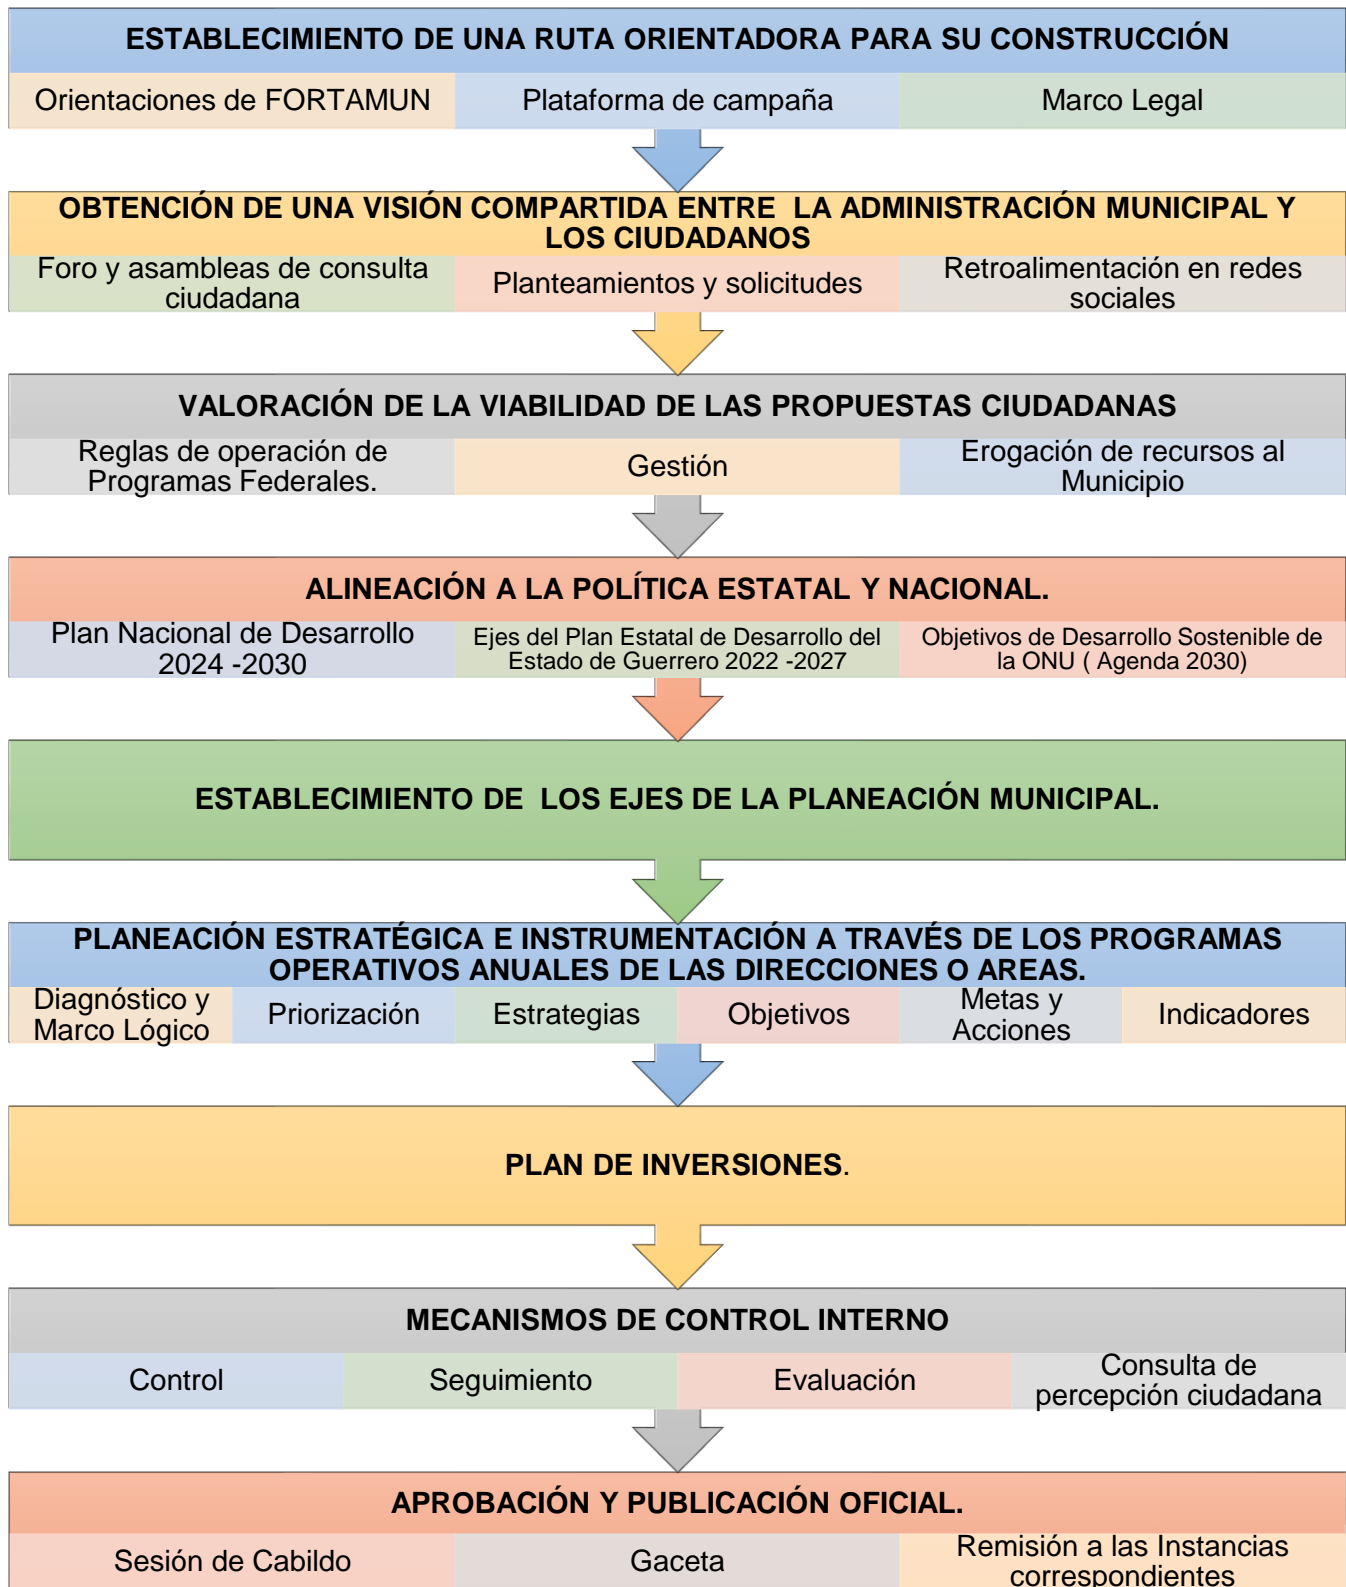 ESTABLECIMIENTO DE UNA RUTA ORIENTADORA PARA SU CONSTRUCCIÓN
Orientaciones de FORTAMUN
Plataforma de campaña
Marco Legal
OBTENCIÓN DE UNA VISIÓN COMPARTIDA ENTRE LA ADMINISTRACIÓN MUNICIPAL Y
LOS CIUDADANOS
Foro y asambleas de consulta
ciudadana
Planteamientos y solicitudes
Retroalimentación en redes
sociales
VALORACIÓN DE LA VIABILIDAD DE LAS PROPUESTAS CIUDADANAS
Reglas de operación de
Programas Federales.
Gestión
Erogación de recursos al
Municipio
ALINEACIÓN A LA POLÍTICA ESTATAL Y NACIONAL.
Plan Nacional de Desarrollo
2024 -2030
Ejes del Plan Estatal de Desarrollo del
Estado de Guerrero 2022 -2027
Objetivos de Desarrollo Sostenible de
la ONU ( Agenda 2030)
ESTABLECIMIENTO DE LOS EJES DE LA PLANEACIÓN MUNICIPAL.
PLANEACIÓN ESTRATÉGICA E INSTRUMENTACIÓN A TRAVÉS DE LOS PROGRAMAS
OPERATIVOS ANUALES DE LAS DIRECCIONES O AREAS.
Diagnóstico y
Marco Lógico
Priorización
Estrategias
Objetivos
Metas y
Acciones
Indicadores
PLAN DE INVERSIONES.
MECANISMOS DE CONTROL INTERNO
Control
Seguimiento
Evaluación
Consulta de
percepción ciudadana
APROBACIÓN Y PUBLICACIÓN OFICIAL.
Sesión de Cabildo
Gaceta
Remisión a las Instancias
correspondientes